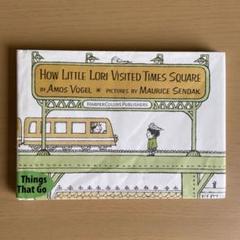 HOW LITTLE LORI VISITED TIMES SQUARE
BY AMOS VOGEL * PICTURES BY MAURICE SENDAK
HARPERCOLLINS PUBLISHERS
Things
That Go